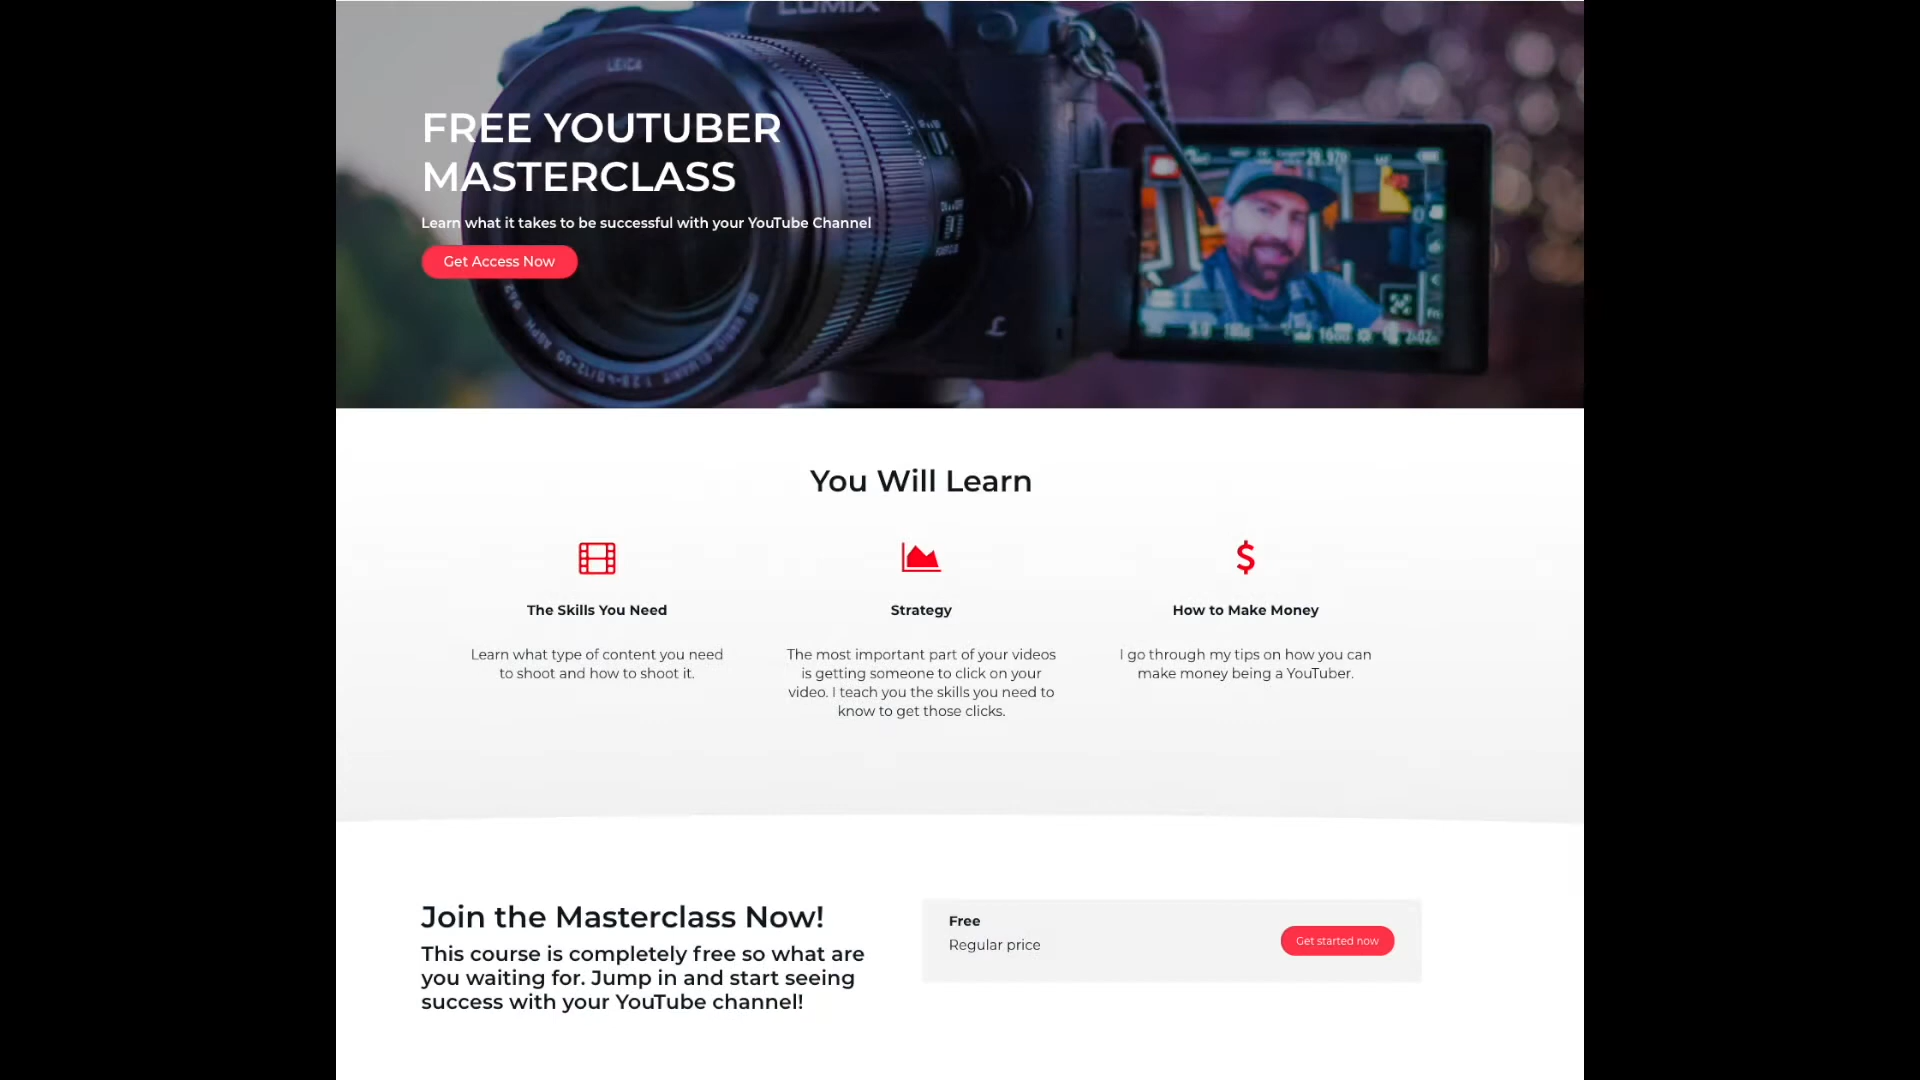 LUMIX
LEICA
FREE YOUTUBER
MASTERCLASS
Learn what it takes to be successful with your YouTube Channel
Get Access Now
You Will Learn
The Skills You Need
Learn what type of content you need
to shoot and how to shoot it.
Strategy
The most important part of your videos
is getting someone to click on your
video. I teach you the skills you need to
know to get those clicks.
How to Make Money
I go through my tips on how you can
make money being a YouTuber.
Join the Masterclass Now!
This course is completely free so what are
you waiting for. Jump in and start seeing
success with your YouTube channel!
Free
Regular price
Get started now